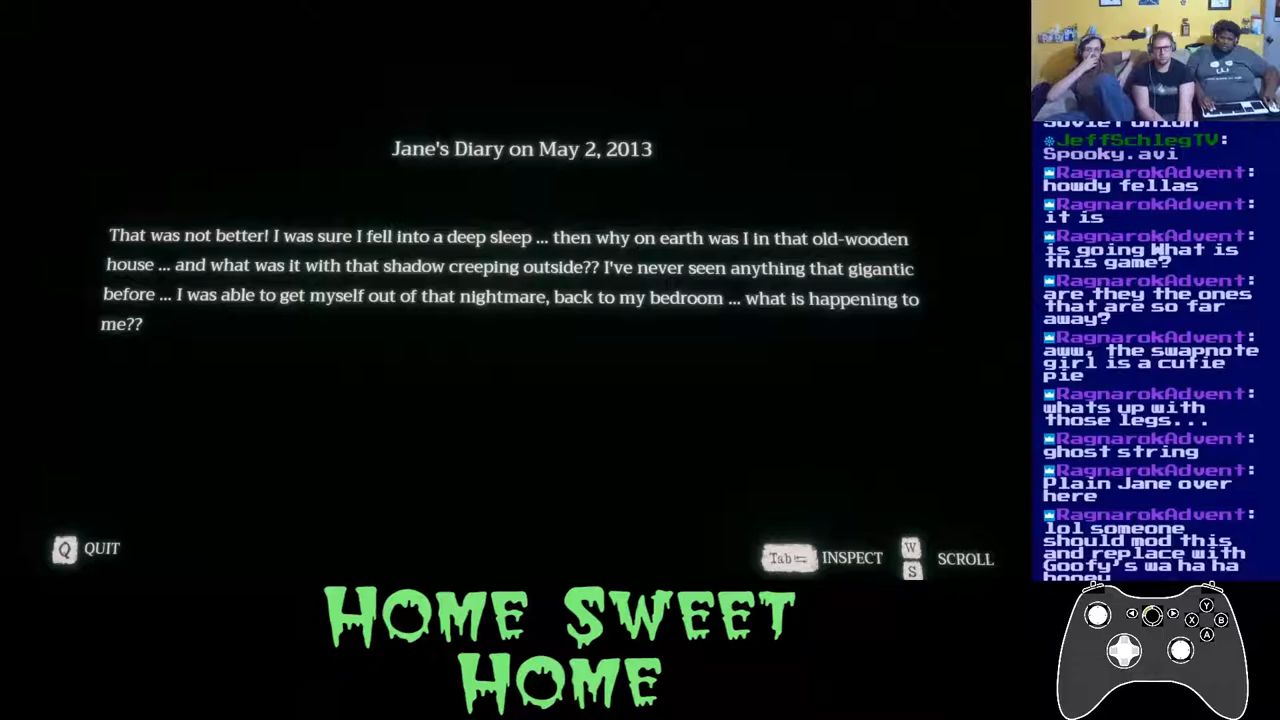 Jane's Diary on May 2, 2013
That was not better! I was sure I fell into a deep sleep ... then why on earth was I in that old-wooden
house ... and what was it with that shadow creeping outside?? I've never seen anything that gigantic
before ... I was able to get myself out of that nightmare, back to my bedroom ... what is happening to
me??
Q QUIT
Tab INSPECT
W
S
SCROLL
HOME SWEET
HOME
Soviet Union
JeffSchlegTV:
Spooky.avi
RagnarokAdvent:
howdy fellas
RagnarokAdvent:
it is
RagnarokAdvent:
is going What is
this game?
RagnarokAdvent:
are they the ones
that are so far
away?
RagnarokAdvent:
aww, the swapnote
girl is a cutie
pie
RagnarokAdvent:
whats up with
those legs...
RagnarokAdvent:
ghost string
RagnarokAdvent:
Plain Jane over
here
RagnarokAdvent:
lol someone
should mod this
and replace with
Goofy's wa ha ha
hooey
Y
X
B
A